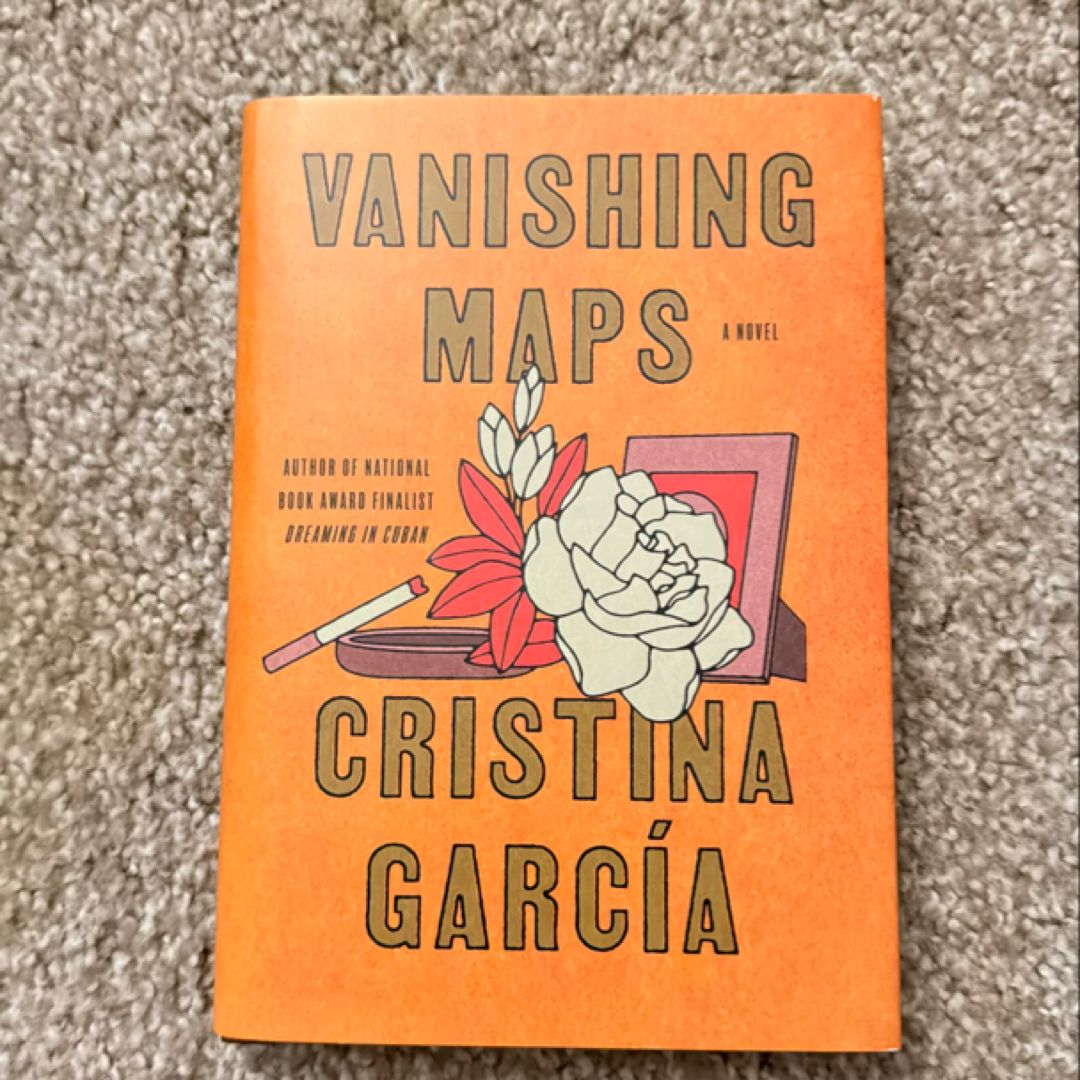 VANISHING
MAPS
A NOVEL
AUTHOR OF NATIONAL
BOOK AWARD FINALIST
DREAMING IN CUBAN
CRISTINA
GARCÍA